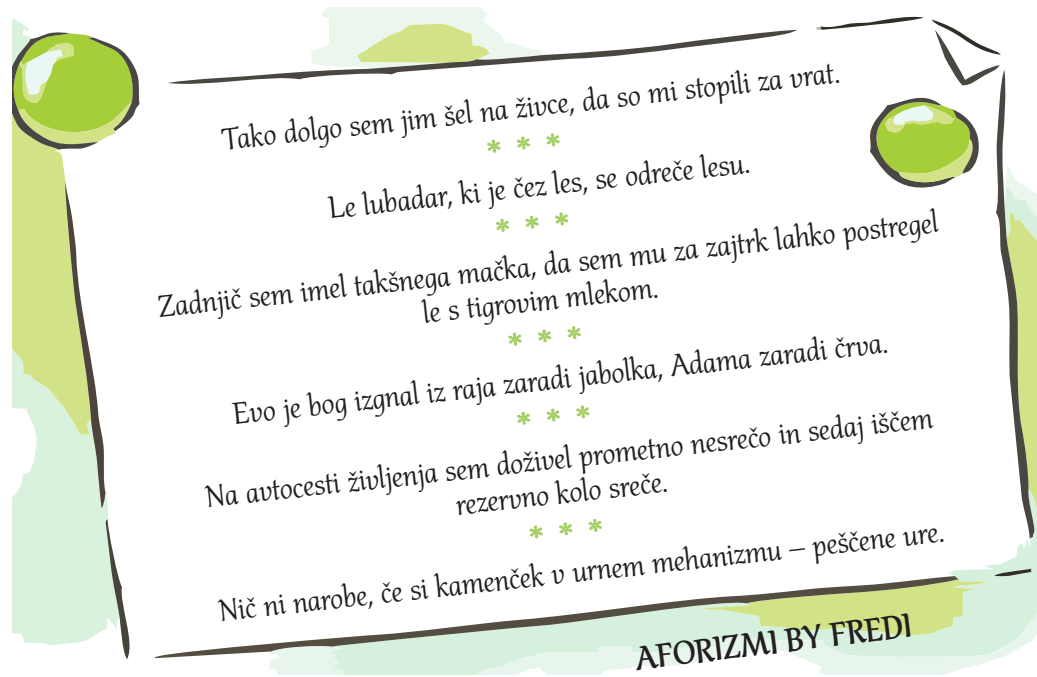 Tako dolgo sem jim šel na živce, da so mi stopili za vrat.
* * *
Le lubadar, ki je čez les, se odreče lesu.
* * *
Zadnjič sem imel takšnega mačka, da sem mu za zajtrk lahko postregel
le s tigrovim mlekom.
* * *
Evo je bog izgnal iz raja zaradi jabolka, Adama zaradi črva.
* * *
Na avtocesti življenja sem doživel prometno nesrečo in sedaj iščem
rezervno kolo sreče.
* * *
Nič ni narobe, če si kamenček v urnem mehanizmu – peščene ure.
AFORIZMI BY FREDI